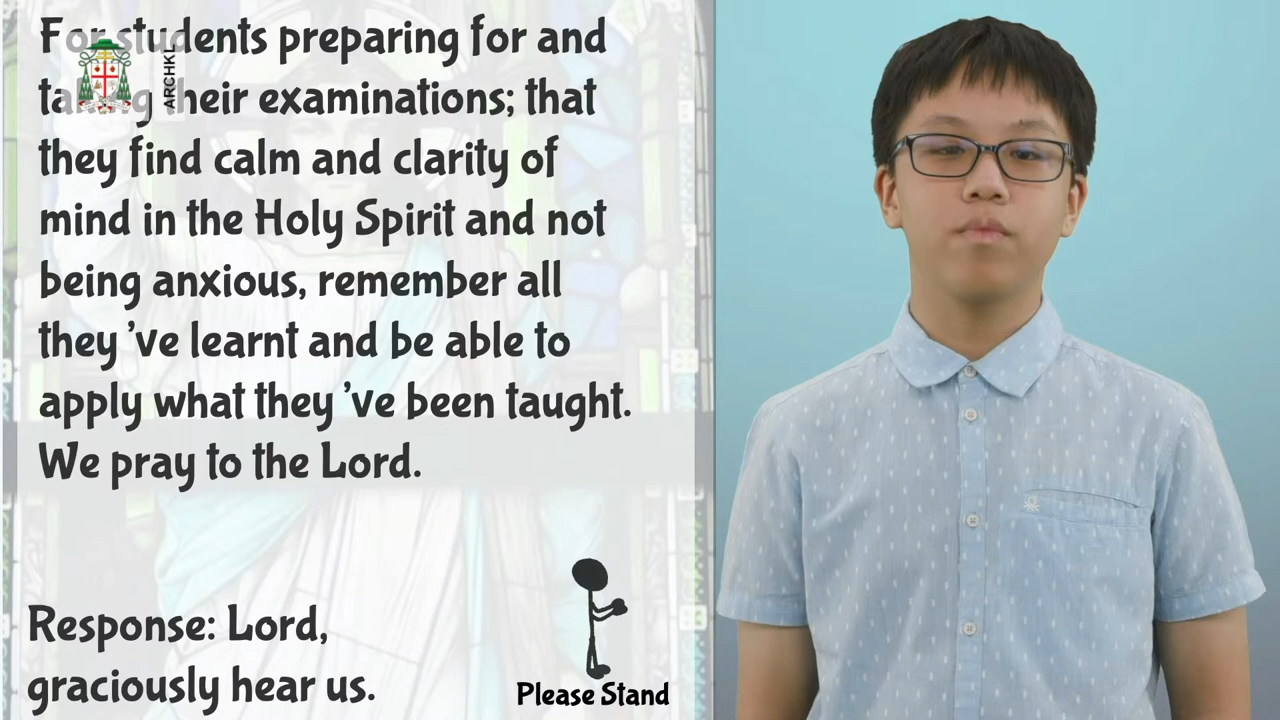 For students preparing for and
taking their examinations; that
they find calm and clarity of
mind in the Holy Spirit and not
being anxious, remember all
they 've learnt and be able to
apply what they 've been taught.
We pray to the Lord.
Response: Lord,
graciously hear us.
Please Stand
ARCHKL